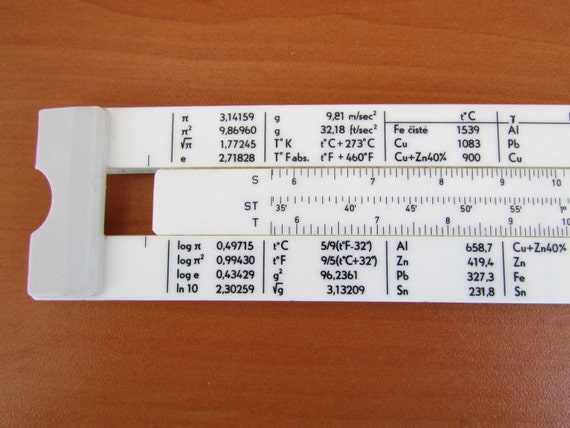 t°C γ
π 3,14159 g 9,81 m/sec² Fe čisté 1539 Al
π² 9,86960 g 32,18 ft/sec² Cu 1083 Pb
√π 1,77245 T°K t°C+273°C Cu+Zn40% 900 Cu
e 2,71828 T°Fabs. t°F+460°F
S 6 7 8 9 10
ST 35' 40' 45' 50' 55' 1°
T 6 7 8 9 10
log π 0,49715 t°C 5/9(t°F-32°) Al 658,7 Cu+Zn40%
log π² 0,99430 t°F 9/5(t°C+32°) Zn 419,4 Zn
log e 0,43429 g² 96,2361 Pb 327,3 Fe
ln 10 2,30259 √g 3,13209 Sn 231,8 Sn